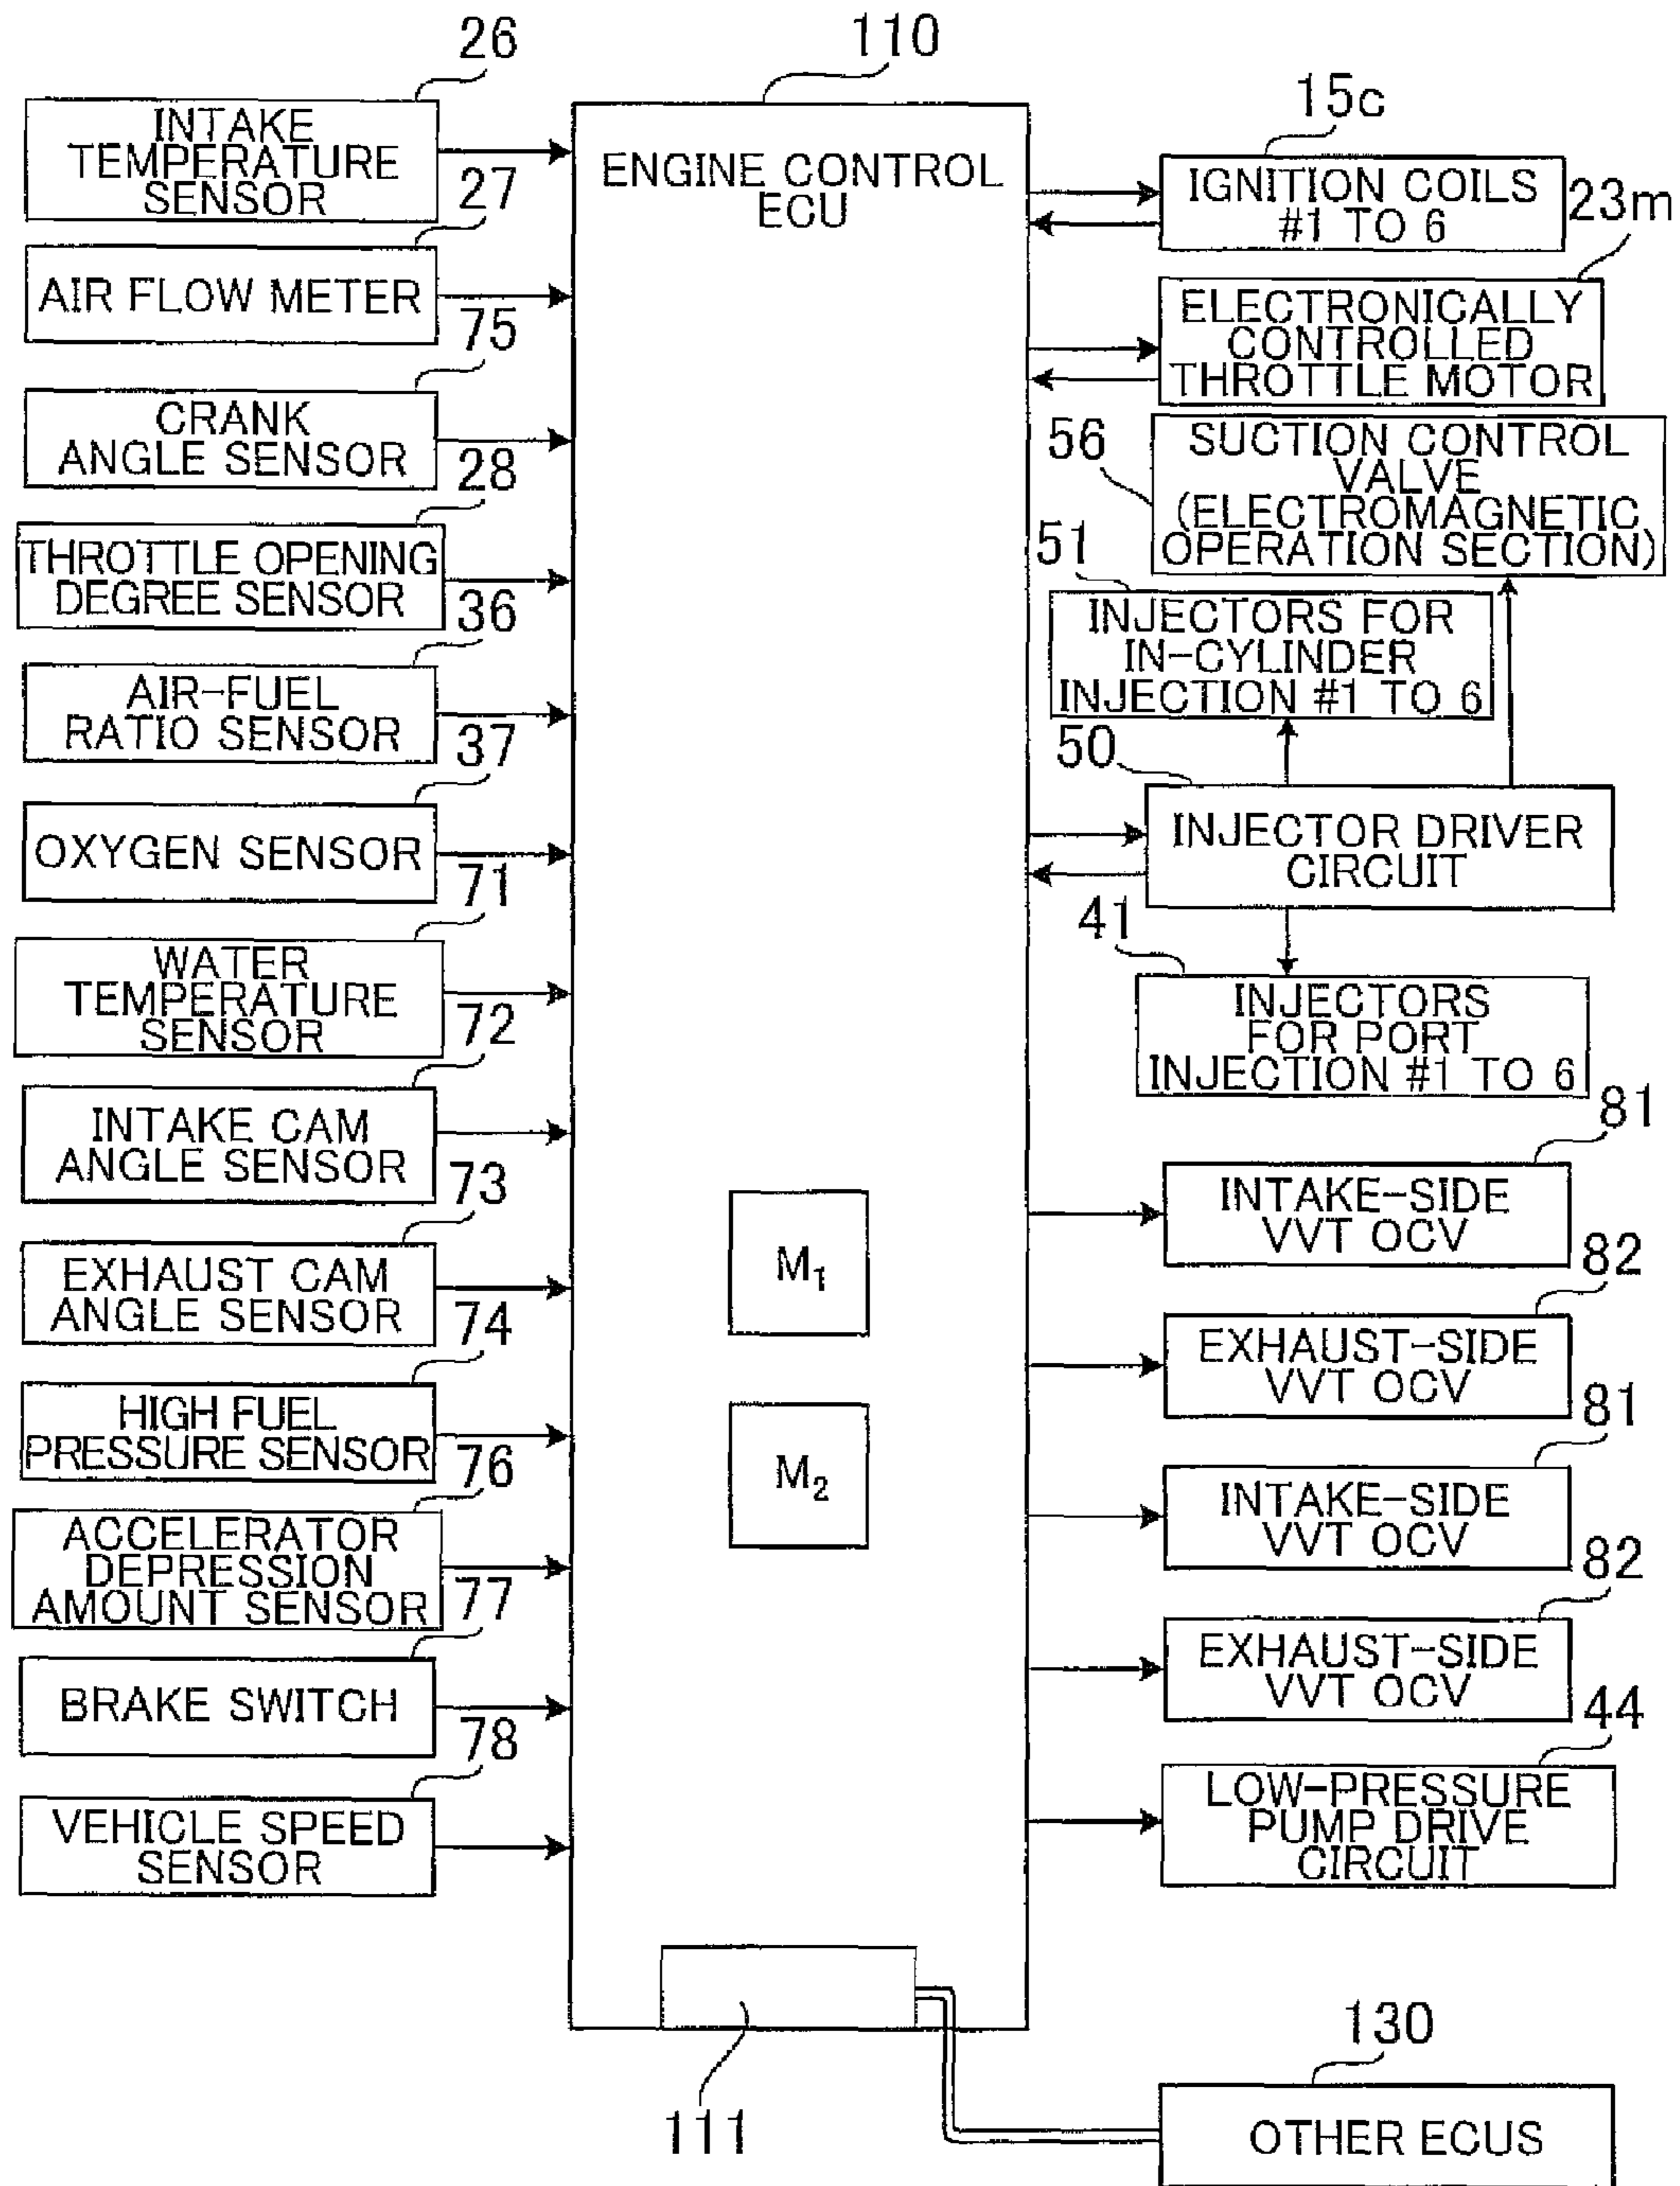 26
INTAKE
TEMPERATURE
SENSOR
27
AIR FLOW METER
75
CRANK
ANGLE SENSOR
28
THROTTLE OPENING
DEGREE SENSOR
36
AIR-FUEL
RATIO SENSOR
37
OXYGEN SENSOR
71
WATER
TEMPERATURE
SENSOR
72
INTAKE CAM
ANGLE SENSOR
73
EXHAUST CAM
ANGLE SENSOR
74
HIGH FUEL
PRESSURE SENSOR
76
ACCELERATOR
DEPRESSION
AMOUNT SENSOR
77
BRAKE SWITCH
78
VEHICLE SPEED
SENSOR
110
ENGINE CONTROL
ECU
M1
M2
111
15c
IGNITION COILS
#1 TO 6
23m
ELECTRONICALLY
CONTROLLED
THROTTLE MOTOR
56
SUCTION CONTROL
VALVE
(ELECTROMAGNETIC
OPERATION SECTION)
51
INJECTORS FOR
IN-CYLINDER
INJECTION #1 TO 6
50
INJECTOR DRIVER
CIRCUIT
41
INJECTORS
FOR PORT
INJECTION #1 TO 6
81
INTAKE-SIDE
VVT OCV
82
EXHAUST-SIDE
VVT OCV
81
INTAKE-SIDE
VVT OCV
82
EXHAUST-SIDE
VVT OCV
44
LOW-PRESSURE
PUMP DRIVE
CIRCUIT
130
OTHER ECUS